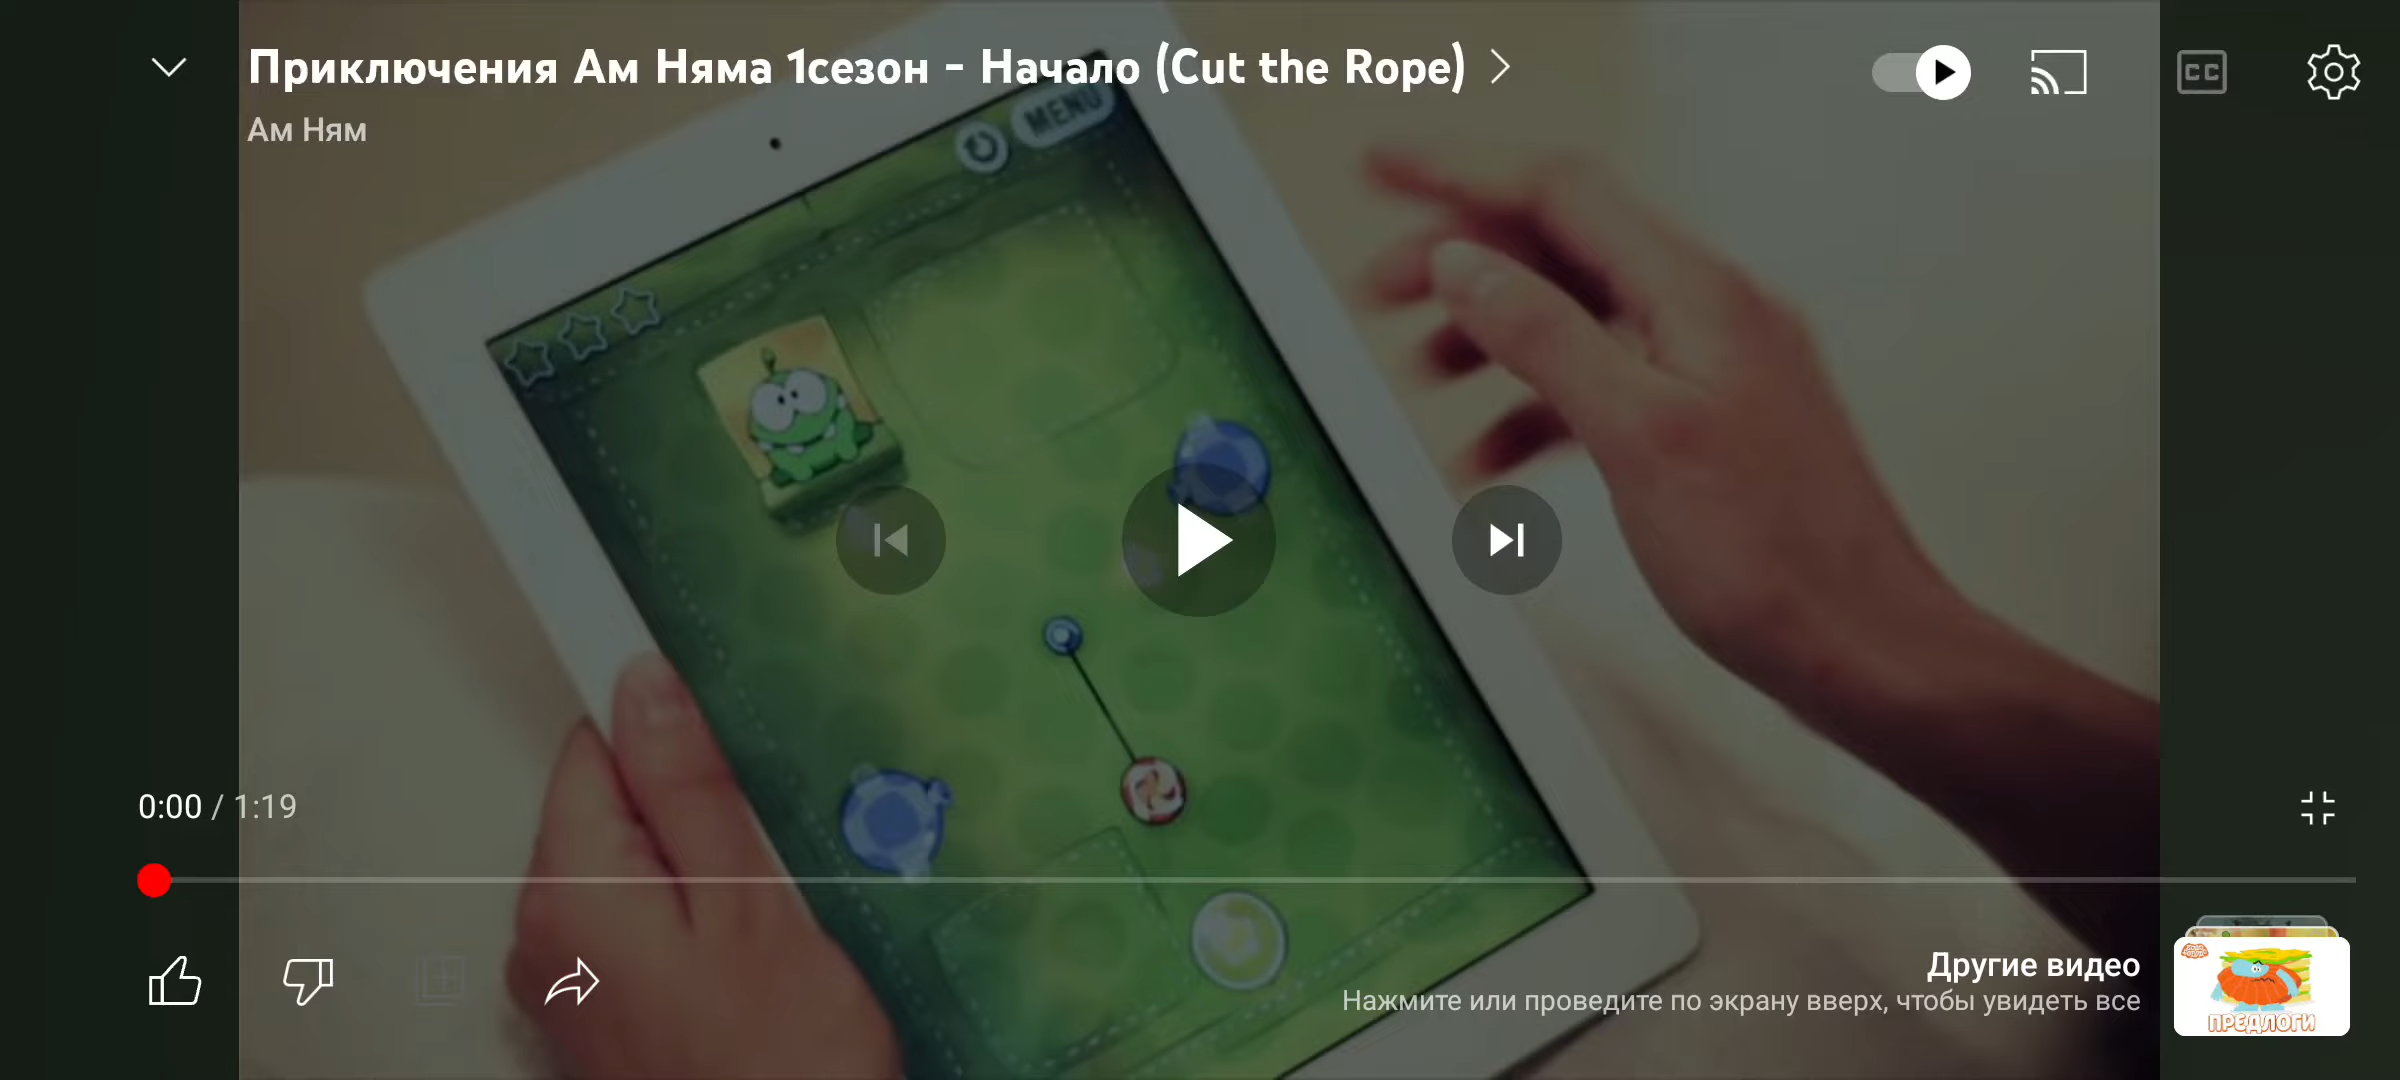 Приключения Ам Няма 1сезон - Начало (Cut the Rope)
Ам Ням
CC
MENU
0:00 / 1:19
Другие видео
Нажмите или проведите по экрану вверх, чтобы увидеть все
ПРЕДЛОГИ